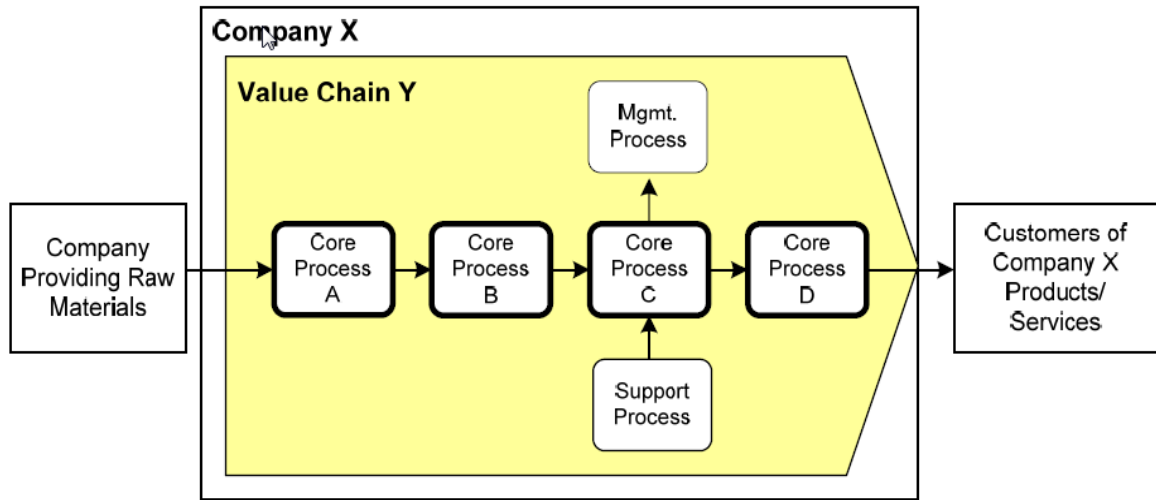 Company X
Value Chain Y
Mgmt.
Process
Company
Providing Raw
Materials
Core
Process
A
Core
Process
B
Core
Process
C
Core
Process
D
Customers of
Company X
Products/
Services
Support
Process